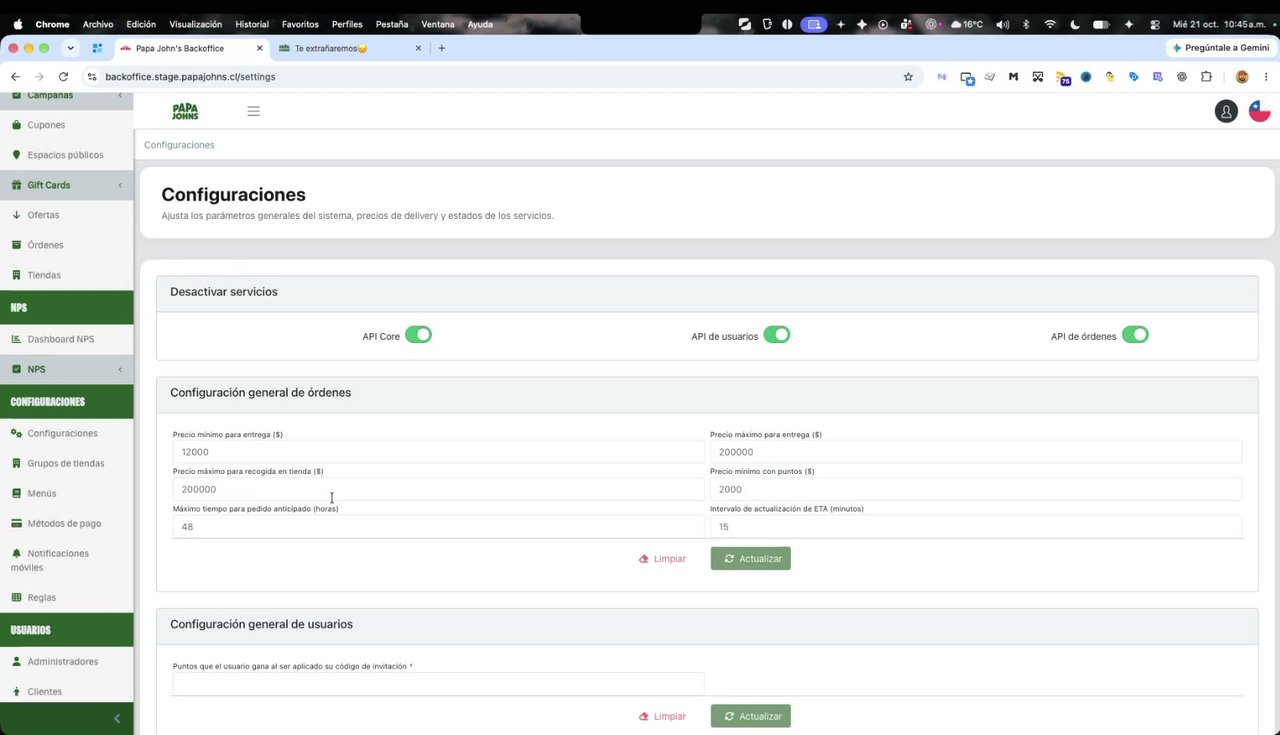 Chrome Archivo Edición Visualización Historial Favoritos Perfiles Pestaña Ventana Ayuda 16°C Mié 21 oct. 10:45 a.m.
Papa John's Backoffice Te extrañaremos Pregúntale a Gemini
backoffice.stage.papajohns.cl/settings 75
Campañas
Cupones
Espacios públicos
Gift Cards
Ofertas
Órdenes
Tiendas
NPS
Dashboard NPS
NPS
CONFIGURACIONES
Configuraciones
Grupos de tiendas
Menús
Métodos de pago
Notificaciones
móviles
Reglas
USUARIOS
Administradores
Clientes
PAPA
JOHNS
Configuraciones
Configuraciones
Ajusta los parámetros generales del sistema, precios de delivery y estados de los servicios.
Desactivar servicios
API Core API de usuarios API de órdenes
Configuración general de órdenes
Precio mínimo para entrega ($) Precio máximo para entrega ($)
12000 200000
Precio máximo para recogida en tienda ($) Precio mínimo con puntos ($)
200000 2000
Máximo tiempo para pedido anticipado (horas) Intervalo de actualización de ETA (minutos)
48 15
Limpiar Actualizar
Configuración general de usuarios
Puntos que el usuario gana al ser aplicado su código de invitación *
Limpiar Actualizar